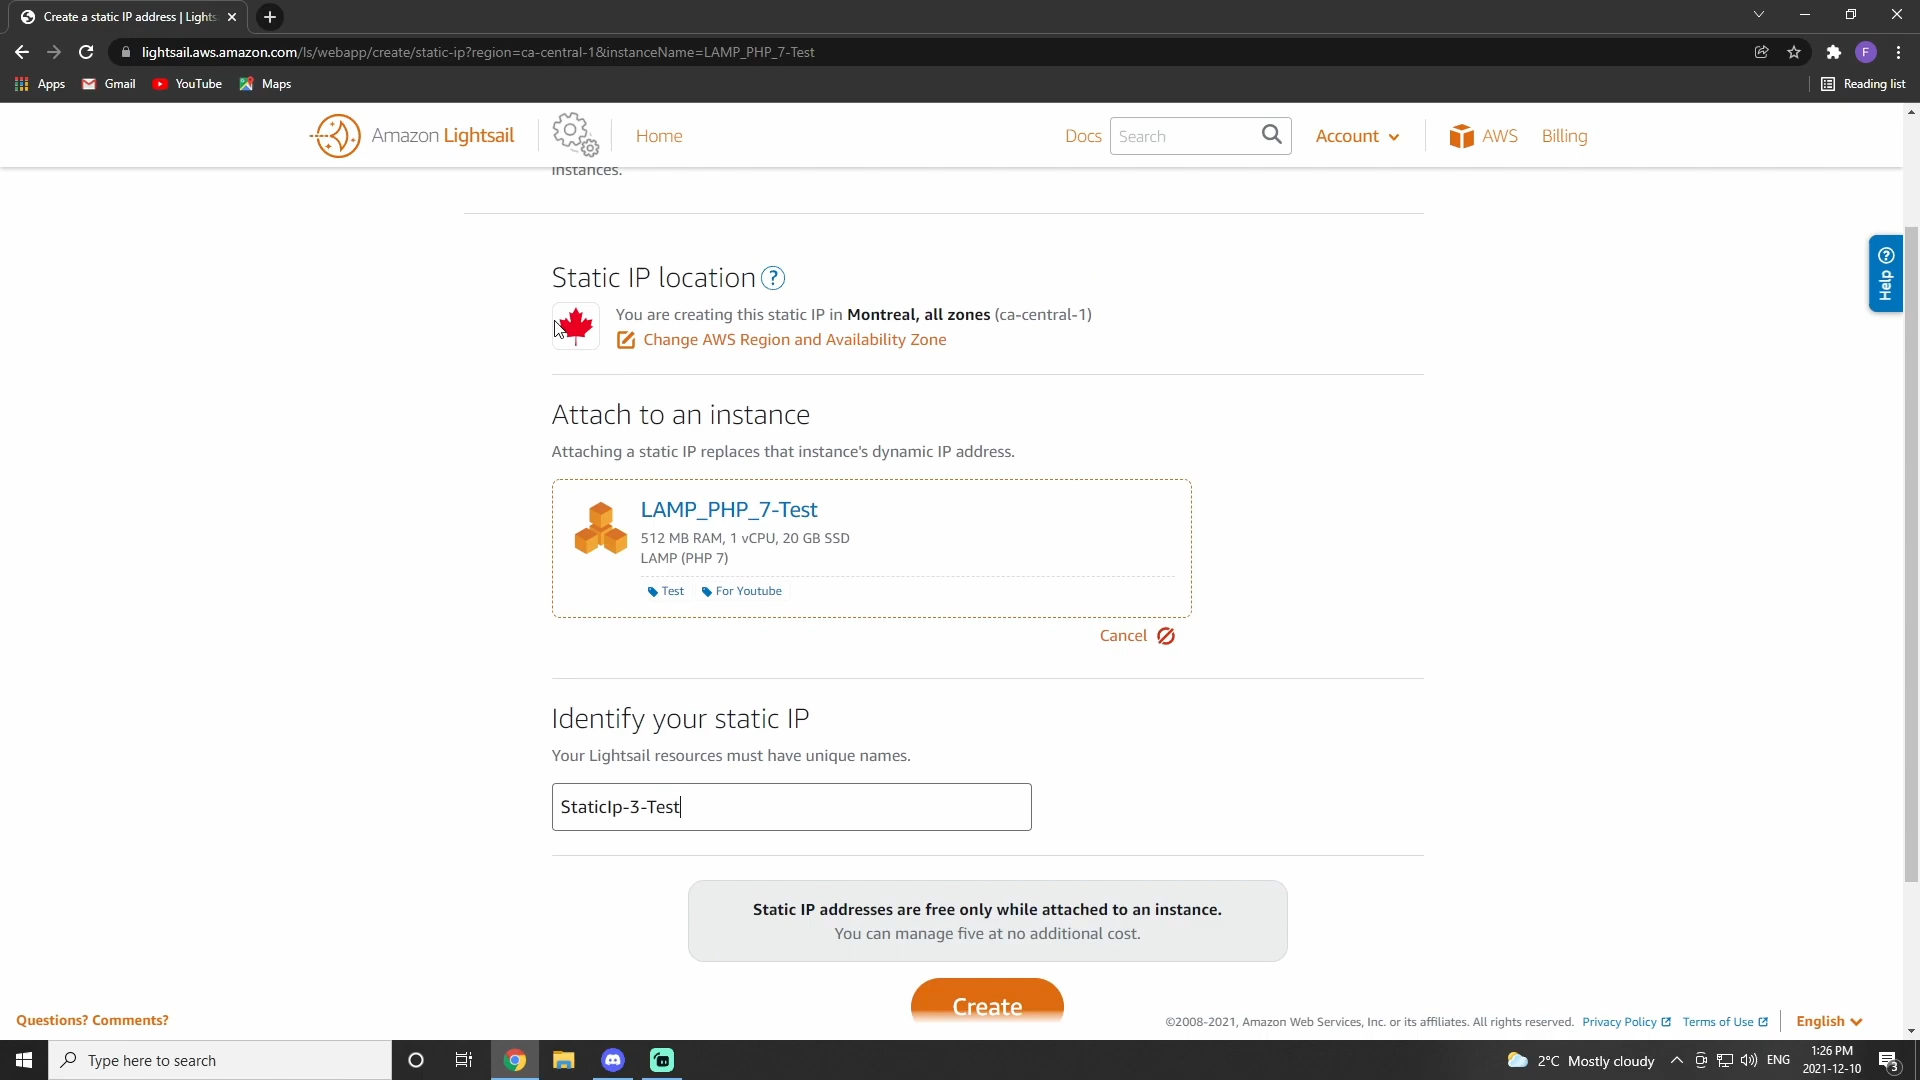 Create a static IP address | Lights
lightsail.aws.amazon.com/ls/webapp/create/static-ip?region=ca-central-1&instanceName=LAMP_PHP_7-Test
F
Apps
Gmail
YouTube
Maps
Reading list
Amazon Lightsail
Home
Docs
Search
Account
AWS
Billing
instances.
Help ?
Static IP location ?
You are creating this static IP in Montreal, all zones (ca-central-1)
Change AWS Region and Availability Zone
Attach to an instance
Attaching a static IP replaces that instance's dynamic IP address.
LAMP_PHP_7-Test
512 MB RAM, 1 vCPU, 20 GB SSD
LAMP (PHP 7)
Test
For Youtube
Cancel
Identify your static IP
Your Lightsail resources must have unique names.
StaticIp-3-Test
Static IP addresses are free only while attached to an instance.
You can manage five at no additional cost.
Create
Questions? Comments?
©2008-2021, Amazon Web Services, Inc. or its affiliates. All rights reserved.
Privacy Policy
Terms of Use
English
Type here to search
2°C Mostly cloudy
ENG
1:26 PM
2021-12-10
3